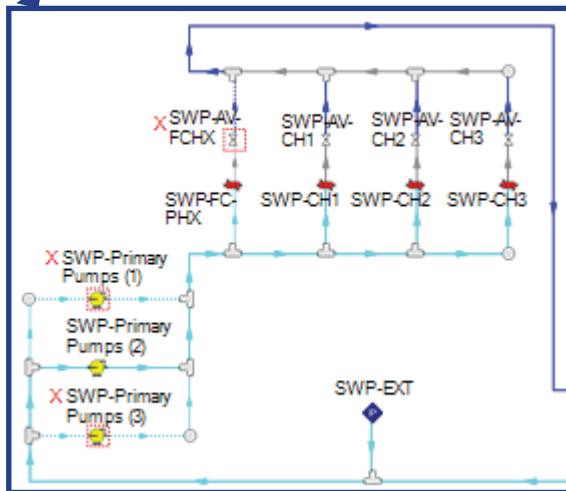 X SWP-AV-
FCHX
SWP-AV-
CH1
SWP-AV-
CH2
SWP-AV-
CH3
SWP-FC-
PHX
SWP-CH1
SWP-CH2
SWP-CH3
X SWP-Primary
Pumps (1)
SWP-Primary
Pumps (2)
X SWP-Primary
Pumps (3)
SWP-EXT
P